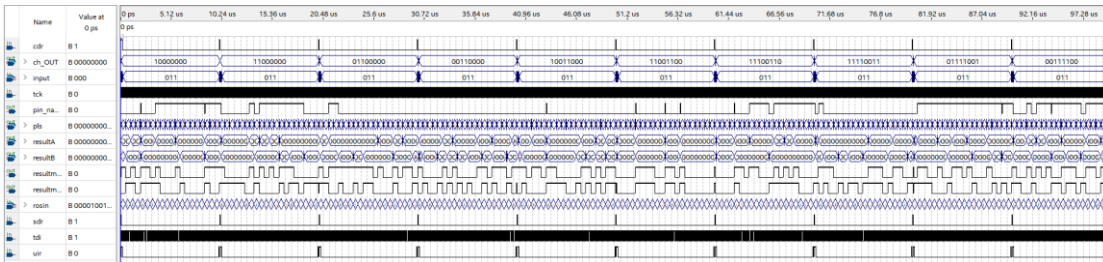 Name Value at 0 ps 0 ps 5.12 us 10.24 us 15.36 us 20.48 us 25.6 us 30.72 us 35.84 us 40.96 us 46.08 us 51.2 us 56.32 us 61.44 us 66.56 us 71.68 us 76.8 us 81.92 us 87.04 us 92.16 us 97.28 us
0 ps
cdr B 1
ch_OUT B 00000000 10000000 11000000 01100000 00110000 10011000 11001100 11100110 11110011 01111001 00111100
input B 000 011 011 011 011 011 011 011 011 011 011
tck B 0
pin_na... B 0
pls B 00000000...
resultA B 00000000...
resultB B 00000000...
resultm... B 0
resultm... B 0
rosin B 00001001...
sdr B 1
tdi B 1
uir B 0